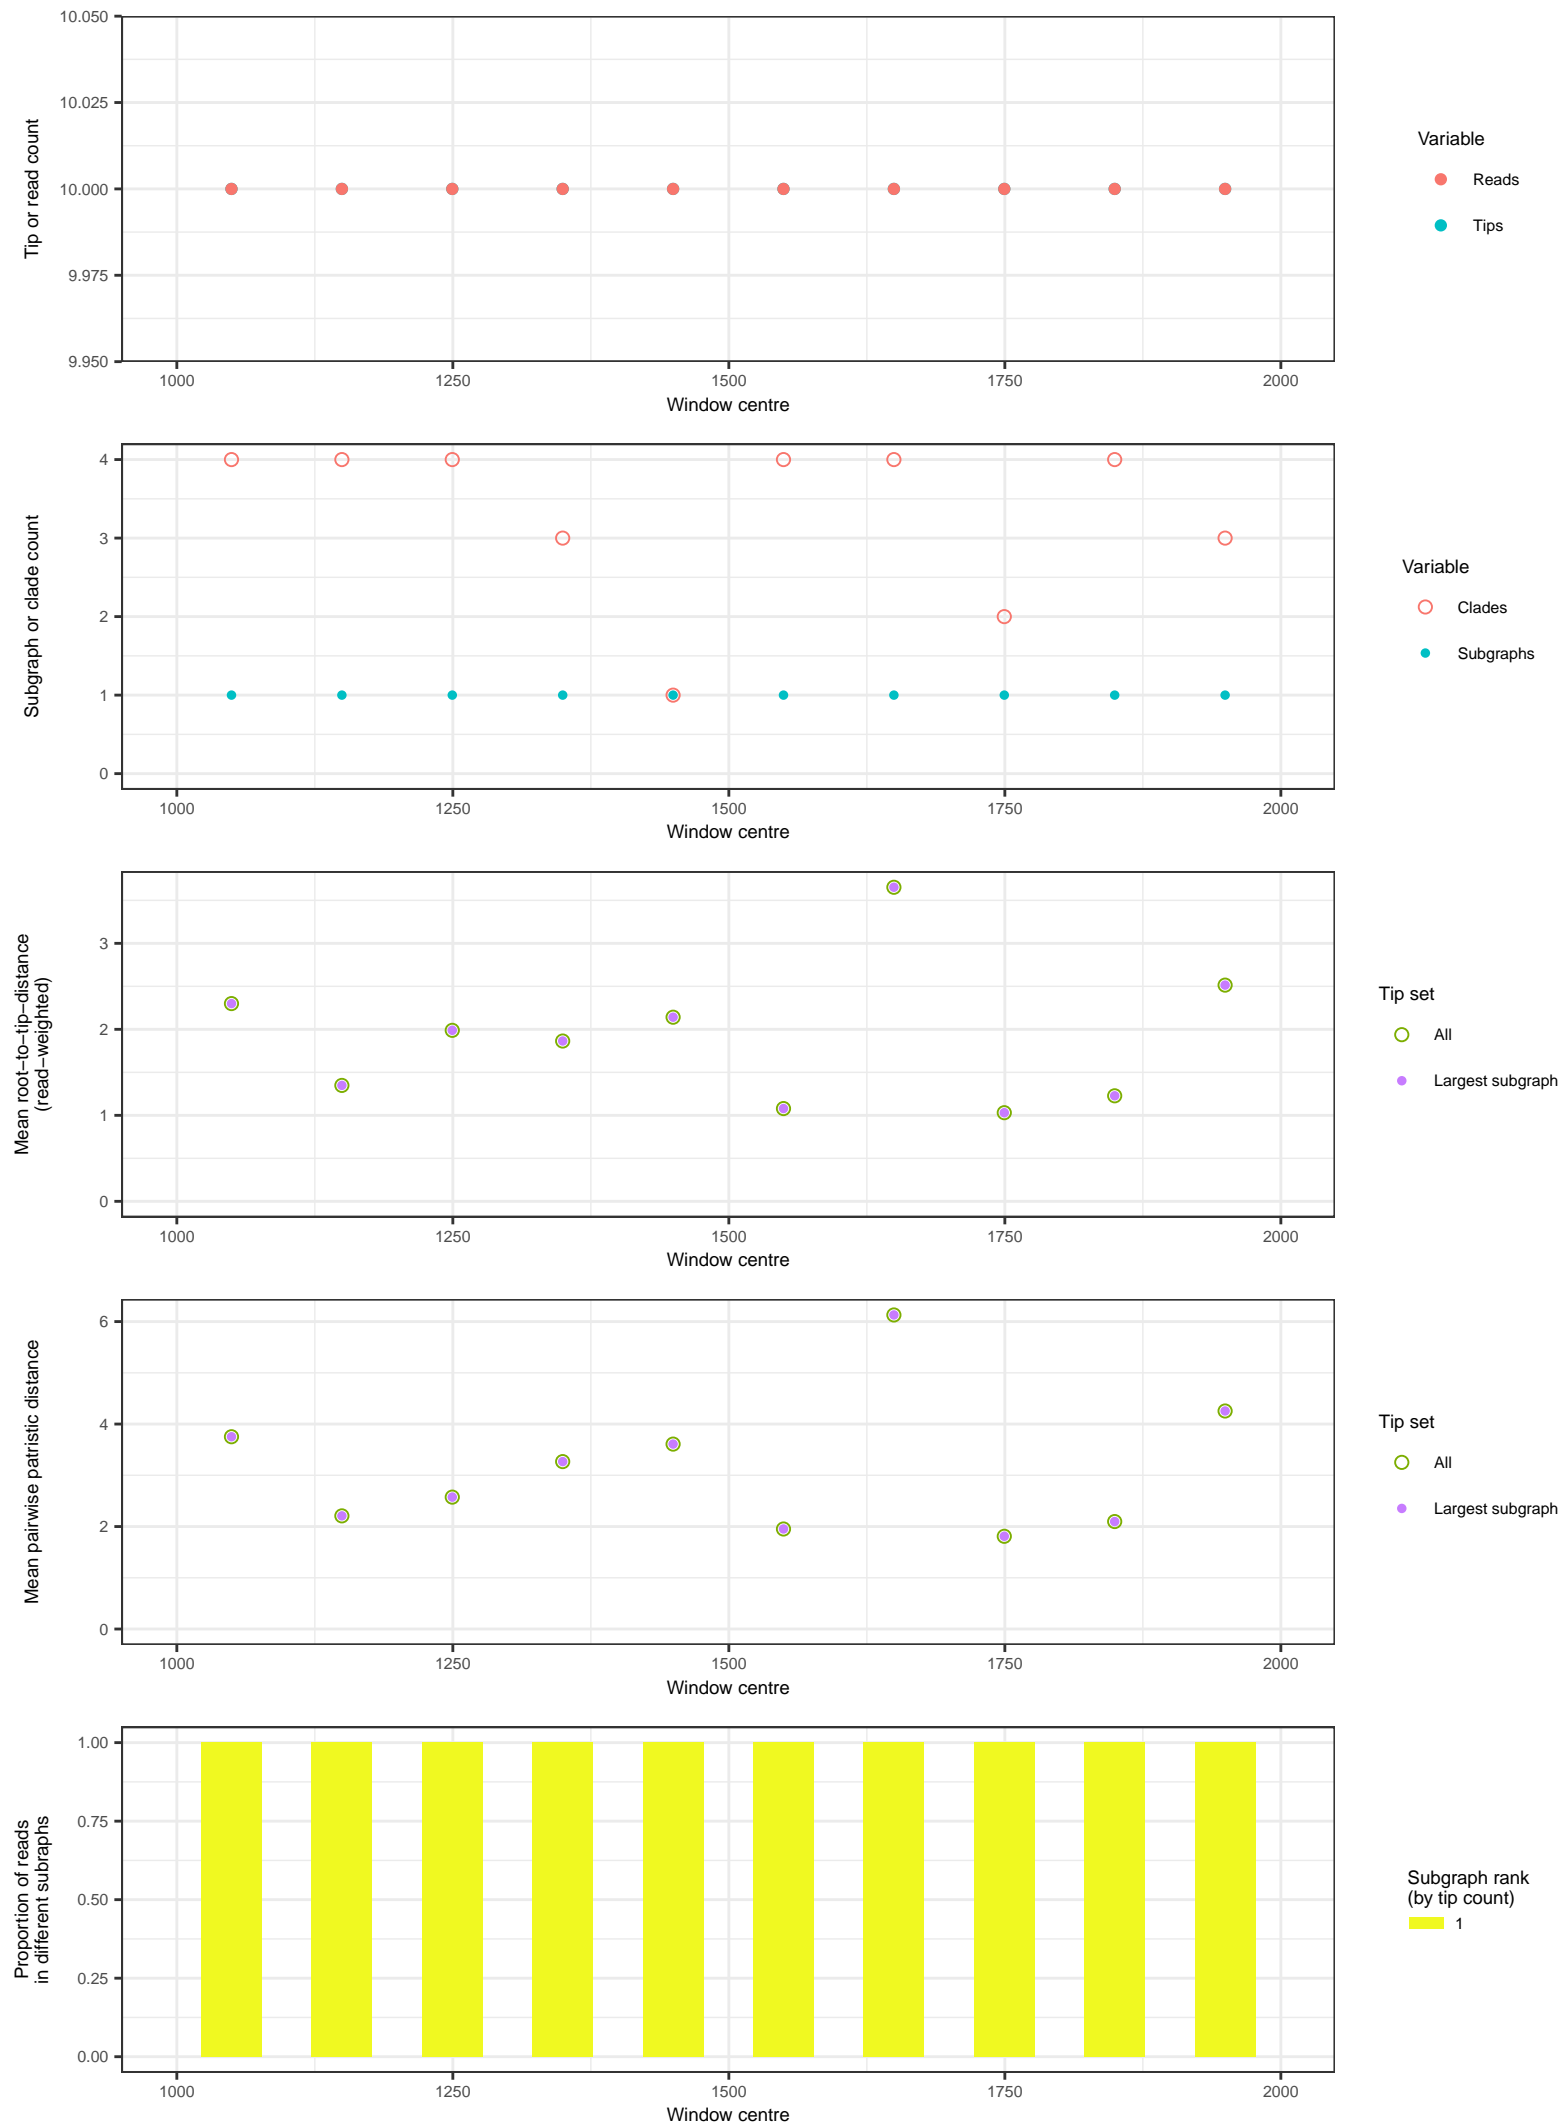 10.050
10.025
10.000
9.975
9.950
Tip or read count
1000 1250 1500 1750 2000
Window centre
Variable
Reads
Tips
4
3
2
1
0
Subgraph or clade count
1000 1250 1500 1750 2000
Window centre
Variable
Clades
Subgraphs
3
2
1
0
Mean root−to−tip−distance
(read−weighted)
1000 1250 1500 1750 2000
Window centre
Tip set
All
Largest subgraph
6
4
2
0
Mean pairwise patristic distance
1000 1250 1500 1750 2000
Window centre
Tip set
All
Largest subgraph
1.00
0.75
0.50
0.25
0.00
Proportion of reads
in different subraphs
1000 1250 1500 1750 2000
Window centre
Subgraph rank
(by tip count)
1